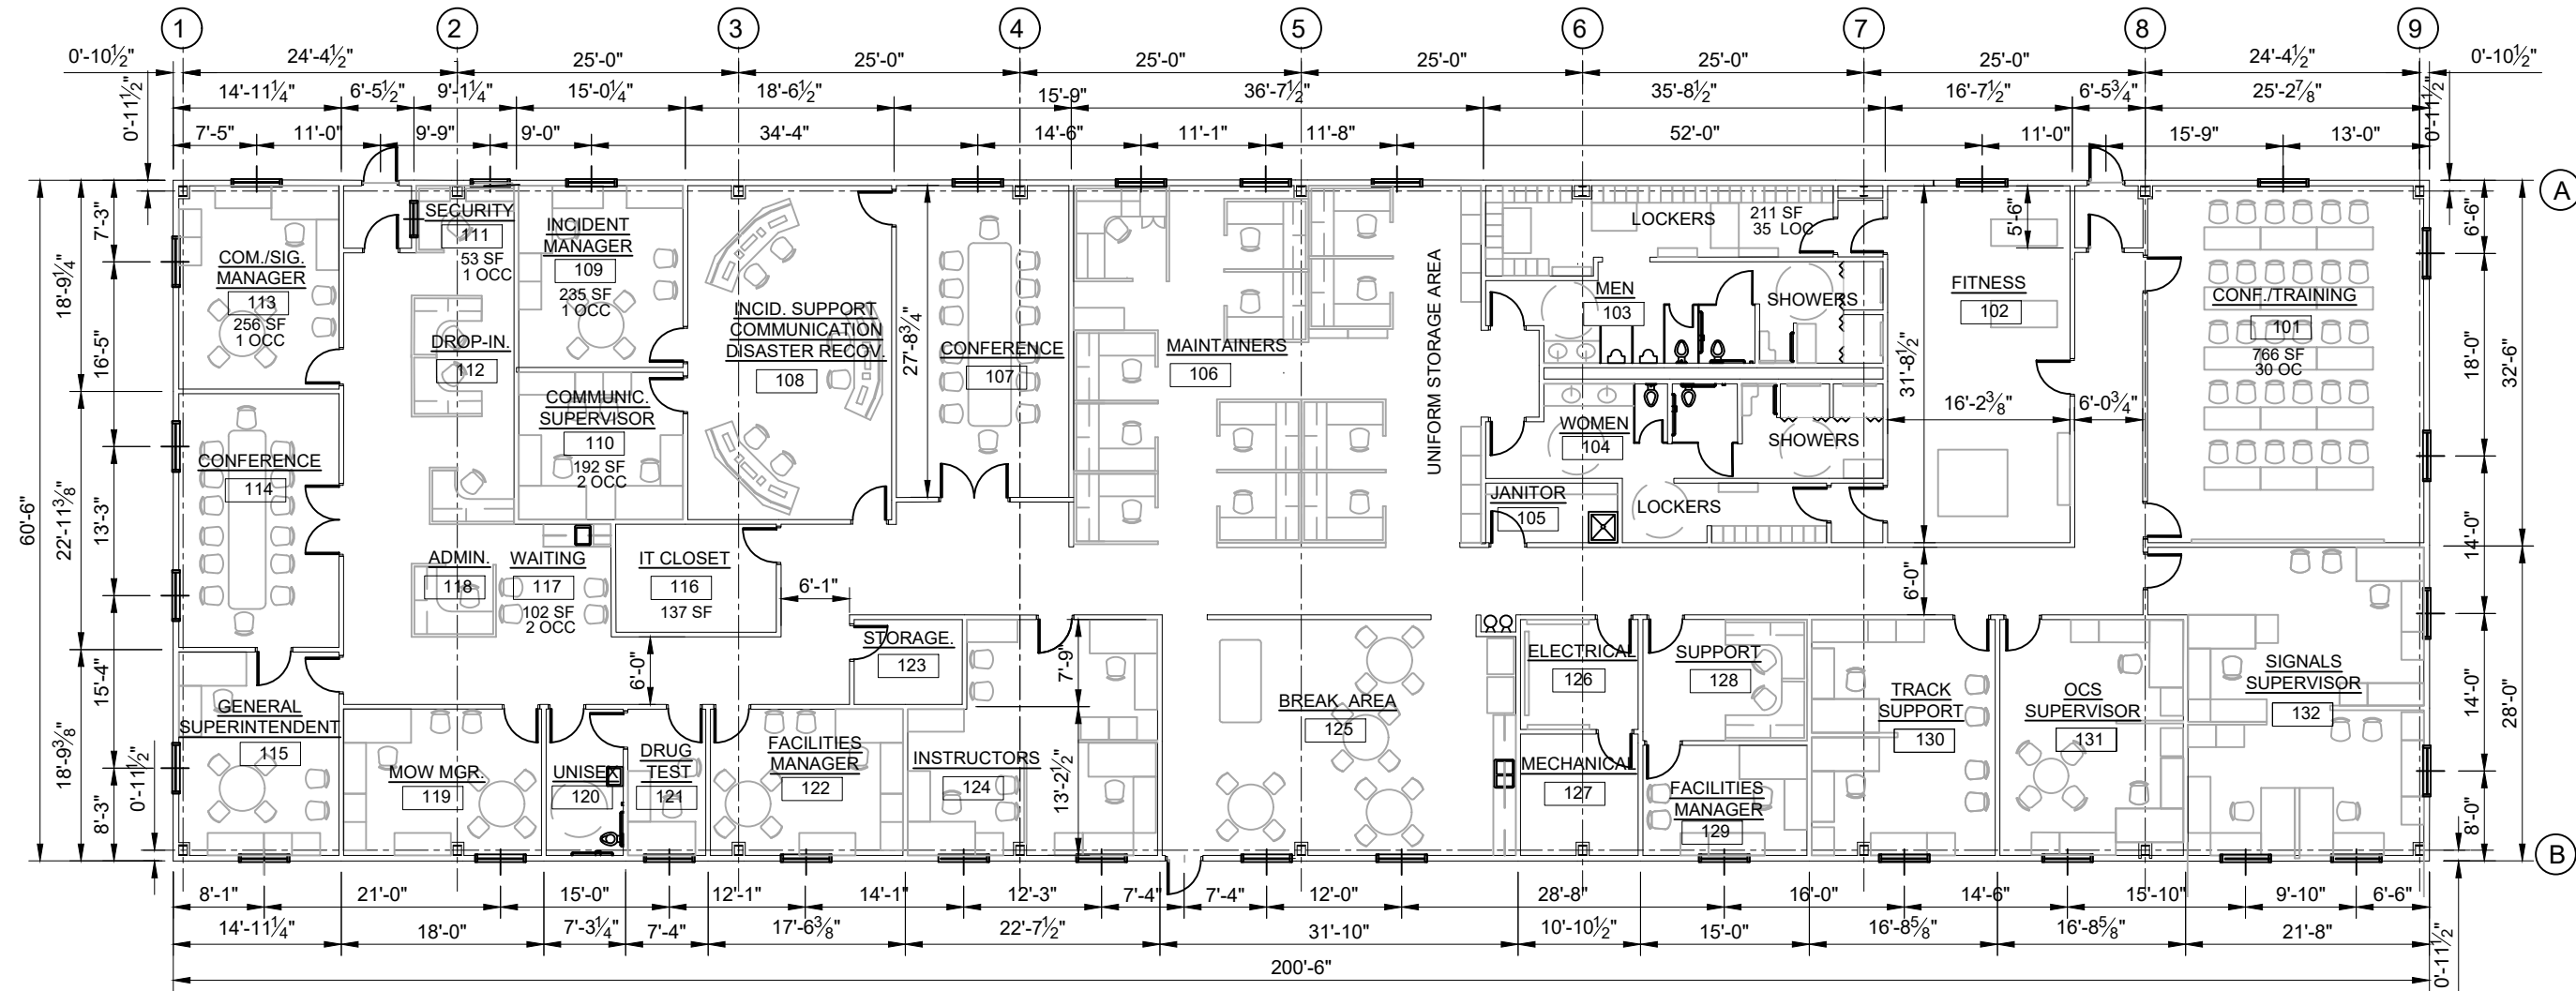 1 2 3 4 5 6 7 8 9
0'-10½" 24'-4½" 25'-0" 25'-0" 25'-0" 25'-0" 25'-0" 25'-0" 24'-4½" 0'-10½"
14'-11¼" 6'-5½" 9'-1¼" 15'-0¼" 18'-6½" 15'-9" 36'-7½" 35'-8½" 16'-7½" 6'-5¾" 25'-2⅞"
0'-11½" 7'-5" 11'-0" 9'-9" 9'-0" 34'-4" 14'-6" 11'-1" 11'-8" 52'-0" 11'-0" 15'-9" 13'-0" 0'-11½"
A
60'-6"
18'-9¼" 22'-11⅜" 18'-9⅜"
7'-3" 16'-5" 13'-3" 15'-4" 8'-3" 0'-11½"
COM./SIG.
MANAGER
113
256 SF
1 OCC
SECURITY
111
53 SF
1 OCC
DROP-IN.
112
INCIDENT
MANAGER
109
235 SF
1 OCC
COMMUNIC.
SUPERVISOR
110
192 SF
2 OCC
INCID. SUPPORT
COMMUNICATION
DISASTER RECOV.
108
27'-8¾"
CONFERENCE
107
MAINTAINERS
106
UNIFORM STORAGE AREA
LOCKERS
211 SF
35 LOC
MEN
103
SHOWERS
WOMEN
104
SHOWERS
JANITOR
105
LOCKERS
31'-8½"
5'-6"
FITNESS
102
16'-2⅜" 6'-0¾"
CONF./TRAINING
101
766 SF
30 OC
6'-6" 18'-0" 14'-0" 14'-0" 8'-0"
32'-6" 28'-0"
CONFERENCE
114
ADMIN.
118
WAITING
117
102 SF
2 OCC
IT CLOSET
116
137 SF
6'-1"
6'-0"
6'-0"
STORAGE.
123
GENERAL
SUPERINTENDENT
115
MOW MGR.
119
UNISEX
120
DRUG
TEST
121
FACILITIES
MANAGER
122
INSTRUCTORS
124
7'-9"
13'-2½"
BREAK AREA
125
ELECTRICAL
126
MECHANICAL
127
SUPPORT
128
FACILITIES
MANAGER
129
TRACK
SUPPORT
130
OCS
SUPERVISOR
131
SIGNALS
SUPERVISOR
132
B
8'-1" 21'-0" 15'-0" 12'-1" 14'-1" 12'-3" 7'-4" 7'-4" 12'-0" 28'-8" 16'-0" 14'-6" 15'-10" 9'-10" 6'-6"
14'-11¼" 18'-0" 7'-3¼" 7'-4" 17'-6⅜" 22'-7½" 31'-10" 10'-10½" 15'-0" 16'-8⅝" 16'-8⅝" 21'-8" 0'-11½"
200'-6"